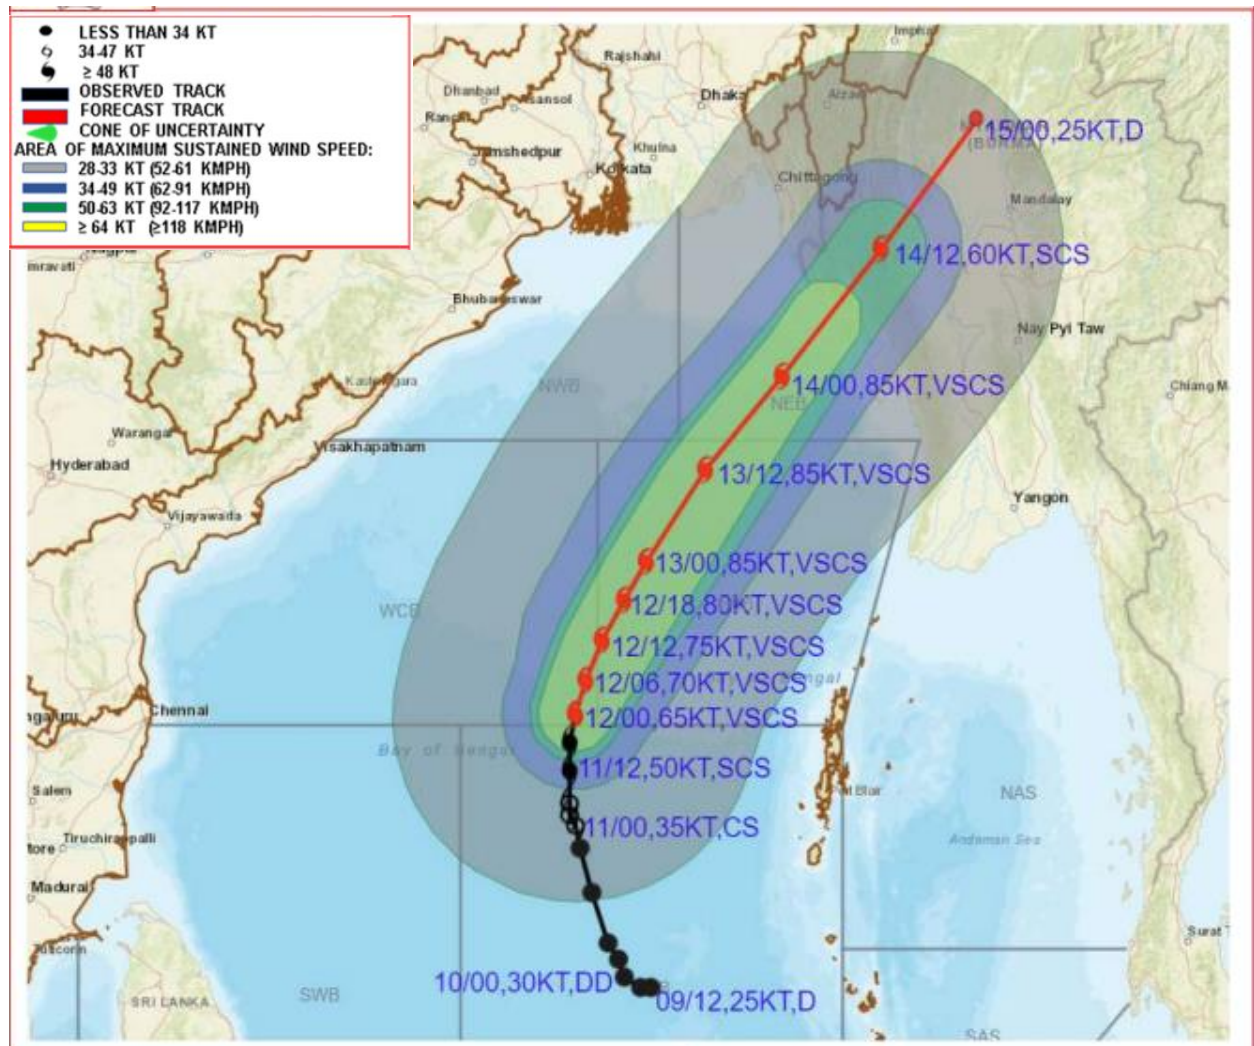 LESS THAN 34 KT
34-47 KT
≥ 48 KT
OBSERVED TRACK
FORECAST TRACK
CONE OF UNCERTAINTY
AREA OF MAXIMUM SUSTAINED WIND SPEED:
28-33 KT (52-61 KMPH)
34-49 KT (62-91 KMPH)
50-63 KT (92-117 KMPH)
≥ 64 KT (≥118 KMPH)
Rajshahi
Dhanbad
Asansol
Dhaka
Khulna
Jamshedpur
Kolkata
15/00,25KT,D
Chittagong
Mandalay
14/12,60KT,SCS
Bhubaneswar
Nay Pyi Taw
NWB
14/00,85KT,VSCS
NEB
Warangal
Visakhapatnam
Hyderabad
13/12,85KT,VSCS
Yangon
Vijayawada
13/00,85KT,VSCS
WCB
12/18,80KT,VSCS
12/12,75KT,VSCS
12/06,70KT,VSCS
Chennai
12/00,65KT,VSCS
Bay of Bengal
11/12,50KT,SCS
Salem
NAS
11/00,35KT,CS
Tiruchirappalli
Andaman Sea
Madurai
Tuticorin
10/00,30KT,DD
SWB
09/12,25KT,D
SRI LANKA
SAS